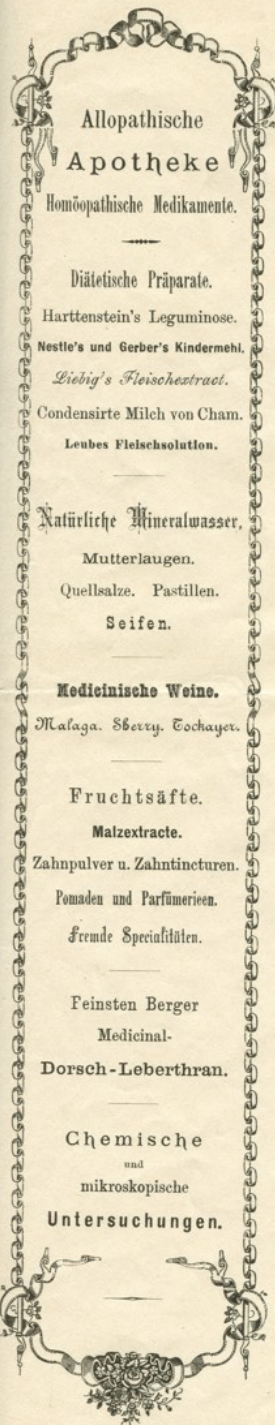 Allopathische
Apotheke
Homöopathische Medikamente.
Diätetische Präparate.
Harttenstein's Leguminose.
Nestle's und Gerber's Kindermehl.
Liebig's Fleischextract.
Condensirte Milch von Cham.
Leubes Fleischsolution.
Natürliche Mineralwasser,
Mutterlaugen.
Quellsalze. Pastillen.
Seifen.
Medicinische Weine.
Malaga. Sherry. Tockayer.
Fruchtsäfte.
Malzextracte.
Zahnpulver u. Zahntincturen.
Pomaden und Parfümerieen.
Fremde Specialitäten.
Feinsten Berger
Medicinal-
Dorsch-Leberthran.
Chemische
und
mikroskopische
Untersuchungen.